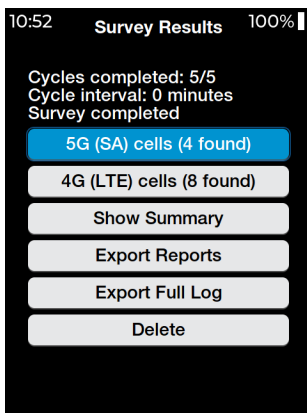 10:52 Survey Results 100%
Cycles completed: 5/5
Cycle interval: 0 minutes
Survey completed
5G (SA) cells (4 found)
4G (LTE) cells (8 found)
Show Summary
Export Reports
Export Full Log
Delete